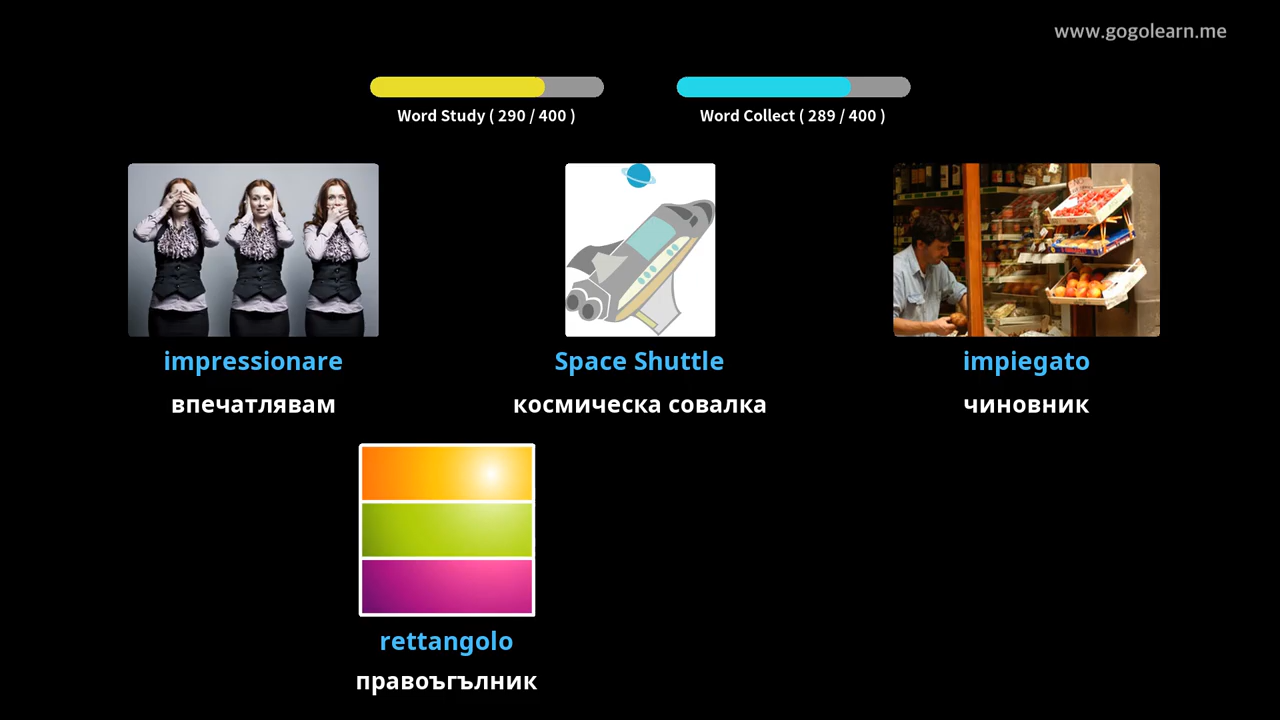 www.gogolearn.me
Word Study ( 290 / 400 )
Word Collect ( 289 / 400 )
impressionare
Space Shuttle
impiegato
впечатлявам
космическа совалка
чиновник
rettangolo
правоъгълник